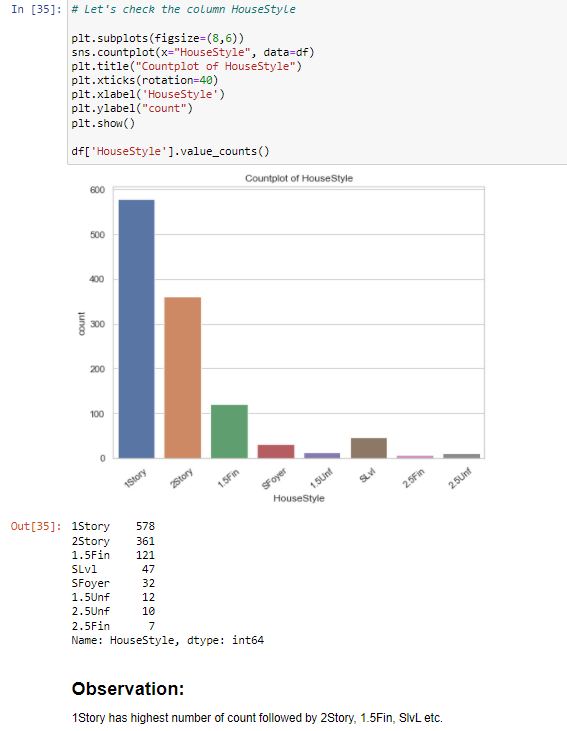 In [35]: # Let's check the column HouseStyle
plt.subplots(figsize=(8,6))
sns.countplot(x="HouseStyle", data=df)
plt.title("Countplot of HouseStyle")
plt.xticks(rotation=40)
plt.xlabel('HouseStyle')
plt.ylabel("count")
plt.show()
df['HouseStyle'].value_counts()
Countplot of HouseStyle
600
500
400
300
200
100
0
count
1Story 2Story 1.5Fin SFoyer 1.5Unf SLvl 2.5Fin 2.5Unf
HouseStyle
Out[35]: 1Story 578
2Story 361
1.5Fin 121
SLvl 47
SFoyer 32
1.5Unf 12
2.5Unf 10
2.5Fin 7
Name: HouseStyle, dtype: int64
Observation:
1Story has highest number of count followed by 2Story, 1.5Fin, SlvL etc.